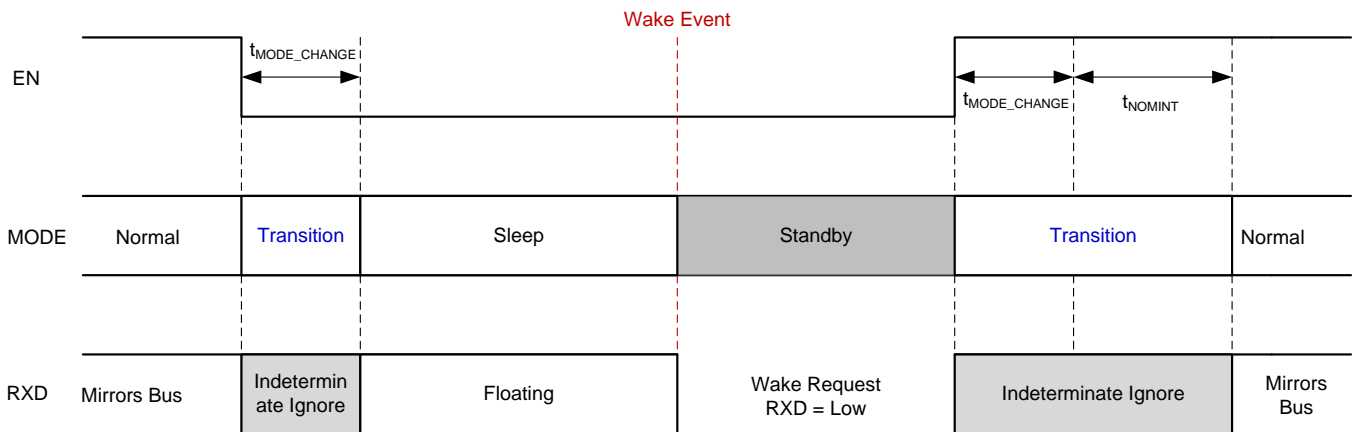 Wake Event
EN
tMODE_CHANGE
tMODE_CHANGE
tNOMINT
MODE
Normal
Transition
Sleep
Standby
Transition
Normal
RXD
Mirrors Bus
Indetermin
ate Ignore
Floating
Wake Request
RXD = Low
Indeterminate Ignore
Mirrors
Bus